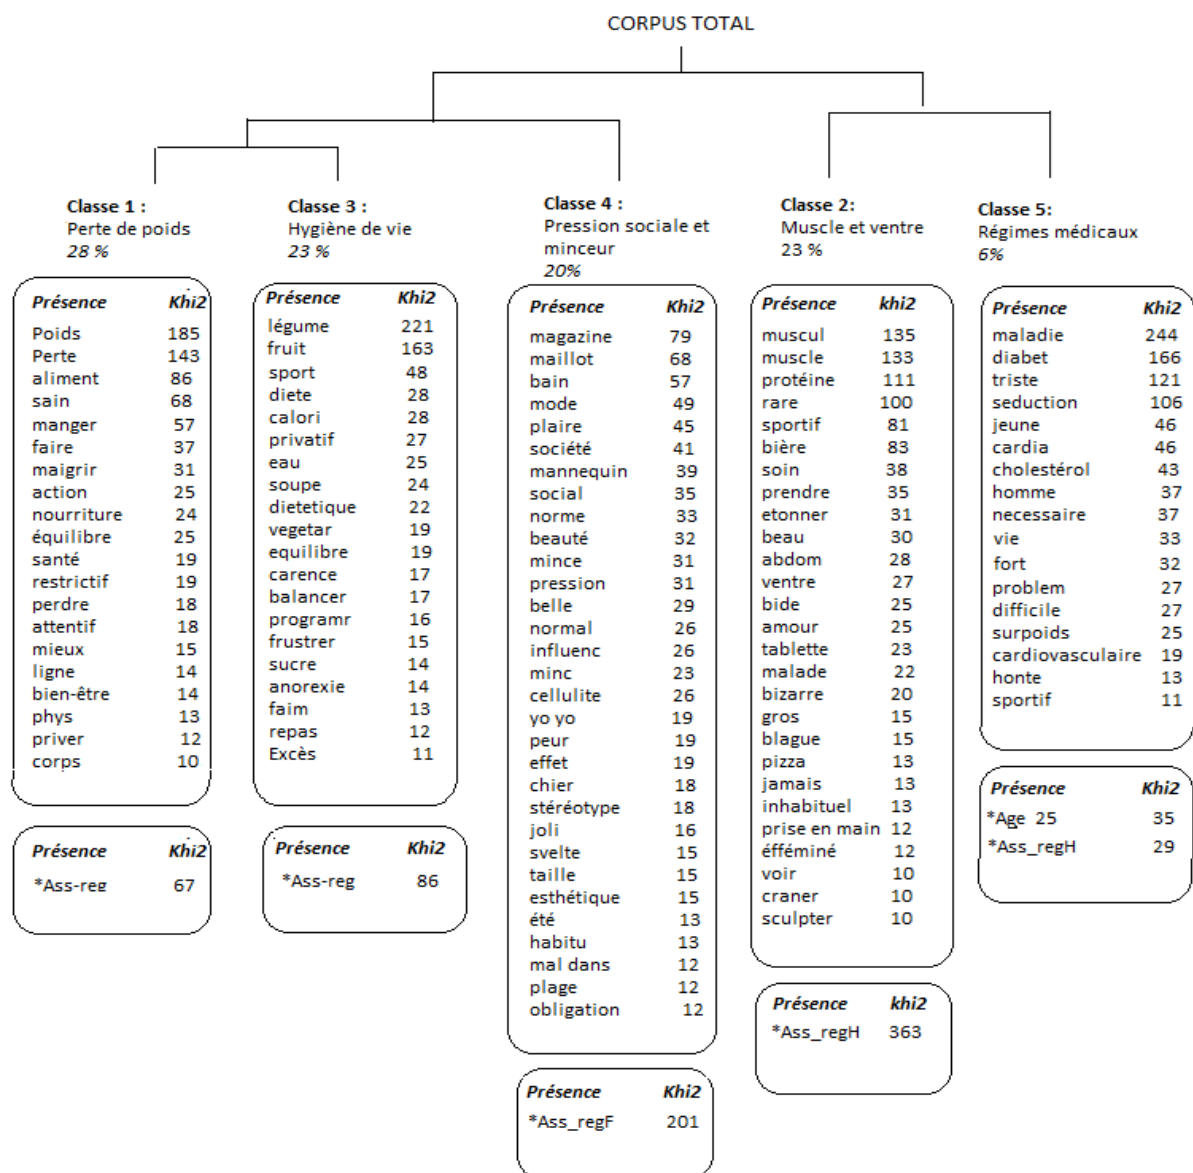 CORPUS TOTAL
Classe 1 :
Perte de poids
28 %
Présence Khi2
Poids 185
Perte 143
aliment 86
sain 68
manger 57
faire 37
maigrir 31
action 25
nourriture 24
équilibre 25
santé 19
restrictif 19
perdre 18
attentif 18
mieux 15
ligne 14
bien-être 14
phys 13
priver 12
corps 10
Présence Khi2
*Ass-reg 67
Classe 3 :
Hygiène de vie
23 %
Présence Khi2
légume 221
fruit 163
sport 48
diete 28
calori 28
privatif 27
eau 25
soupe 24
dietetique 22
vegetar 19
equilibre 19
carence 17
balancer 17
programr 16
frustrer 15
sucre 14
anorexie 14
faim 13
repas 12
Excès 11
Présence Khi2
*Ass-reg 86
Classe 4 :
Pression sociale et
minceur
20%
Présence Khi2
magazine 79
maillot 68
bain 57
mode 49
plaire 45
société 41
mannequin 39
social 35
norme 33
beauté 32
mince 31
pression 31
belle 29
normal 26
influenc 26
minc 23
cellulite 26
yo yo 19
peur 19
effet 19
chier 18
stéréotype 18
joli 16
svelte 15
taille 15
esthétique 15
été 13
habitu 13
mal dans 12
plage 12
obligation 12
Présence Khi2
*Ass_regF 201
Classe 2:
Muscle et ventre
23 %
Présence khi2
muscul 135
muscle 133
protéine 111
rare 100
sportif 81
bière 83
soin 38
prendre 35
etonner 31
beau 30
abdom 28
ventre 27
bide 25
amour 25
tablette 23
malade 22
bizarre 20
gros 15
blague 15
pizza 13
jamais 13
inhabituel 13
prise en main 12
éfféminé 12
voir 10
craner 10
sculpter 10
Présence khi2
*Ass_regH 363
Classe 5:
Régimes médicaux
6%
Présence Khi2
maladie 244
diabet 166
triste 121
seduction 106
jeune 46
cardia 46
cholestérol 43
homme 37
necessaire 37
vie 33
fort 32
problem 27
difficile 27
surpoids 25
cardiovasculaire 19
honte 13
sportif 11
Présence Khi2
*Age 25 35
*Ass_regH 29